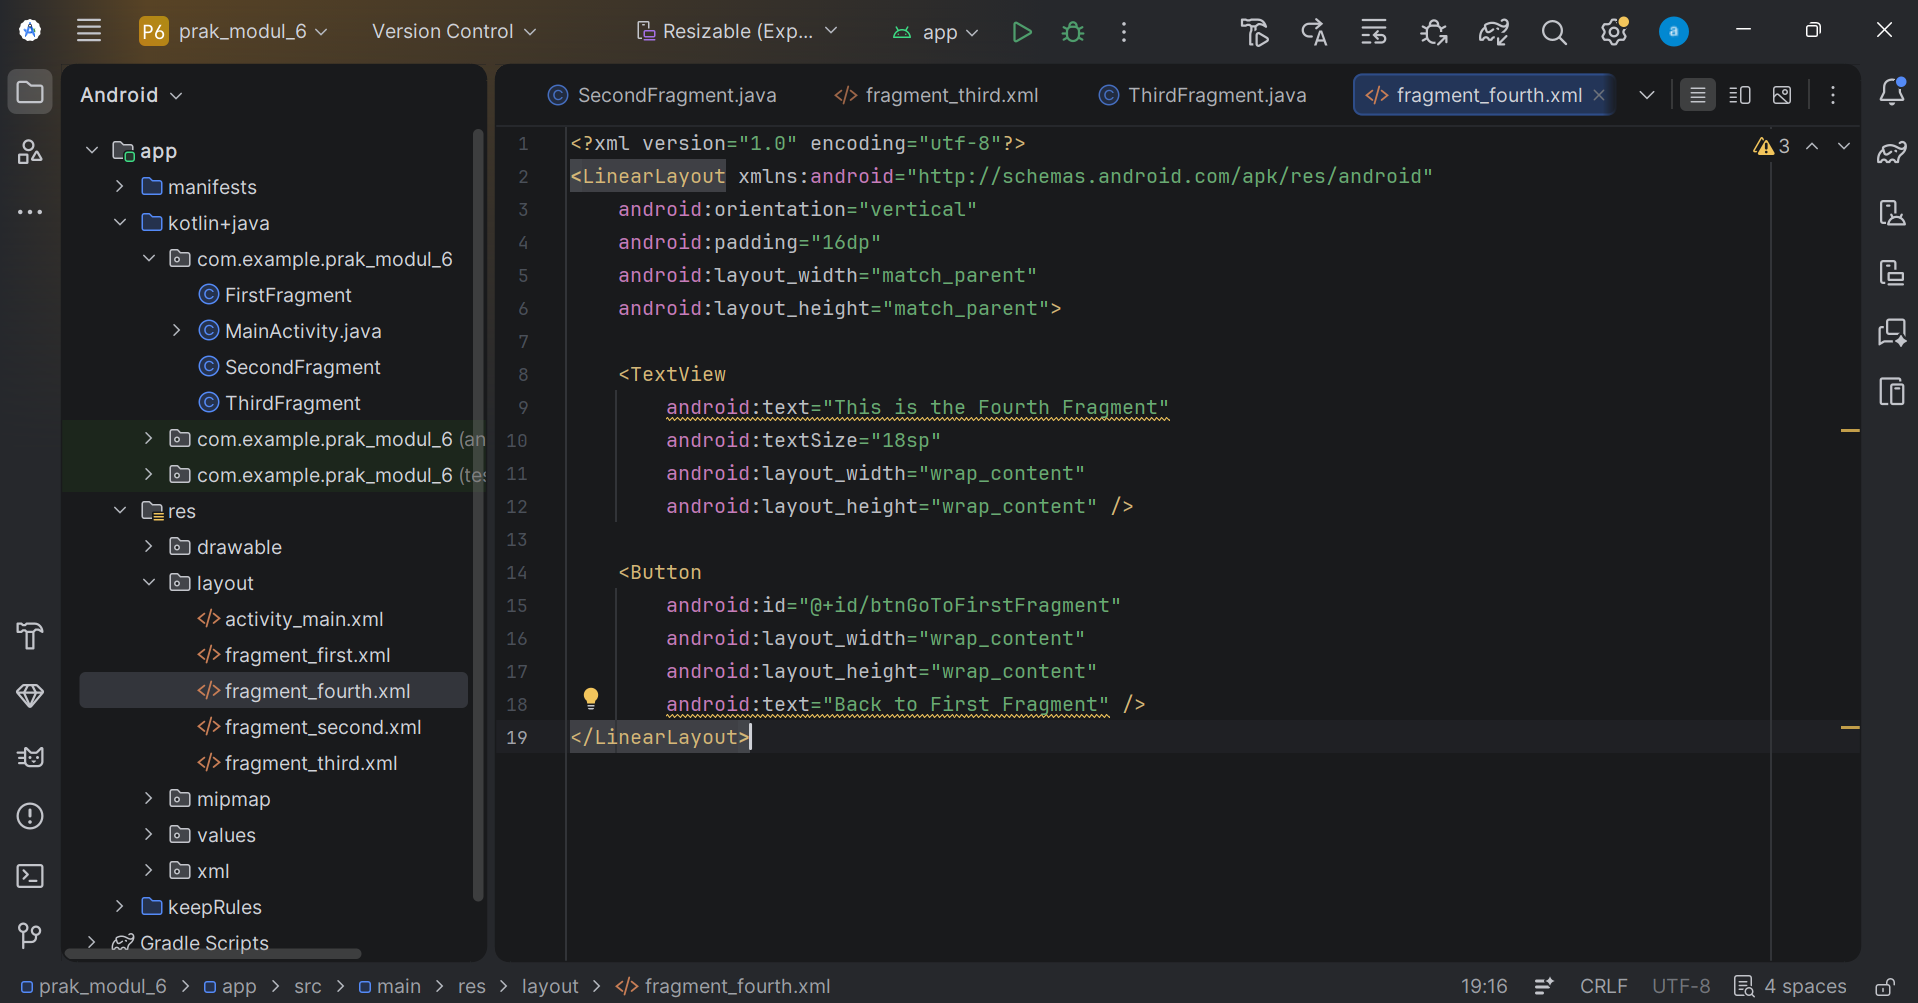 P6 prak_modul_6 Version Control Resizable (Exp... app a
Android
app
manifests
kotlin+java
com.example.prak_modul_6
FirstFragment
MainActivity.java
SecondFragment
ThirdFragment
com.example.prak_modul_6 (an
com.example.prak_modul_6 (tes
res
drawable
layout
activity_main.xml
fragment_first.xml
fragment_fourth.xml
fragment_second.xml
fragment_third.xml
mipmap
values
xml
keepRules
Gradle Scripts
SecondFragment.java fragment_third.xml ThirdFragment.java fragment_fourth.xml
3
1 <?xml version="1.0" encoding="utf-8"?>
2 <LinearLayout xmlns:android="http://schemas.android.com/apk/res/android"
3     android:orientation="vertical"
4     android:padding="16dp"
5     android:layout_width="match_parent"
6     android:layout_height="match_parent">
7
8     <TextView
9         android:text="This is the Fourth Fragment"
10         android:textSize="18sp"
11         android:layout_width="wrap_content"
12         android:layout_height="wrap_content" />
13
14     <Button
15         android:id="@+id/btnGoToFirstFragment"
16         android:layout_width="wrap_content"
17         android:layout_height="wrap_content"
18         android:text="Back to First Fragment" />
19 </LinearLayout>
prak_modul_6 > app > src > main > res > layout > fragment_fourth.xml 19:16 CRLF UTF-8 4 spaces